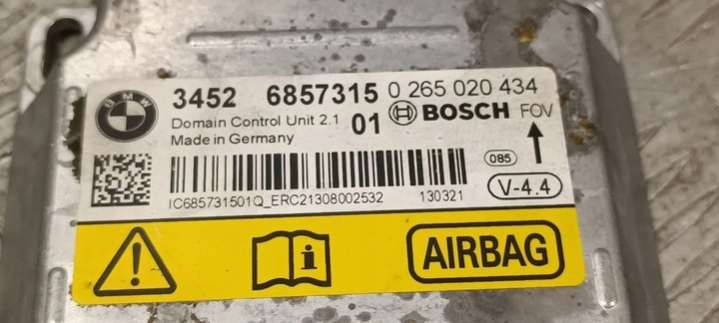 BMW 3452 6857315 0 265 020 434
Domain Control Unit 2.1 01 BOSCH FOV
Made in Germany
085
V-4.4
IC685731501Q_ERC21308002532 130321
i AIRBAG